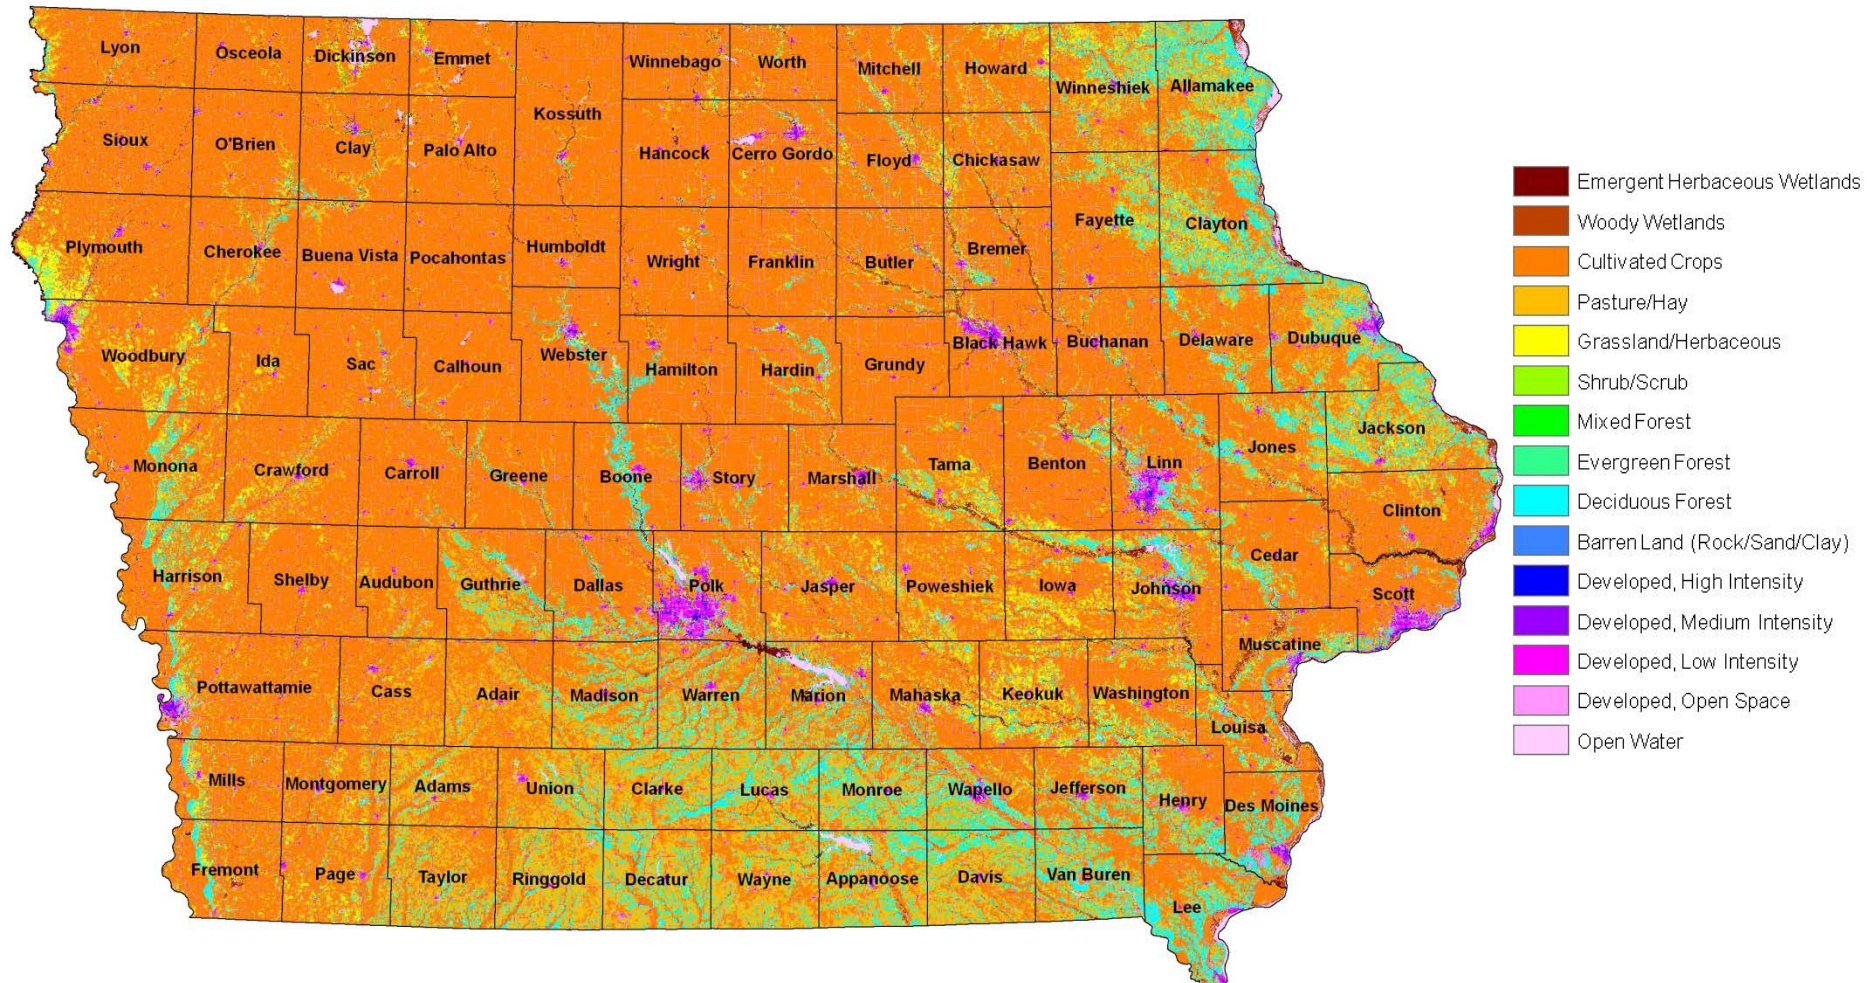 Lyon
Osceola
Dickinson
Emmet
Winnebago
Worth
Mitchell
Howard
Winneshiek
Allamakee
Kossuth
Sioux
O'Brien
Clay
Palo Alto
Hancock
Cerro Gordo
Floyd
Chickasaw
Fayette
Clayton
Plymouth
Cherokee
Buena Vista
Pocahontas
Humboldt
Wright
Franklin
Butler
Bremer
Woodbury
Ida
Sac
Calhoun
Webster
Hamilton
Hardin
Grundy
Black Hawk
Buchanan
Delaware
Dubuque
Monona
Crawford
Carroll
Greene
Boone
Story
Marshall
Tama
Benton
Linn
Jones
Jackson
Clinton
Harrison
Shelby
Audubon
Guthrie
Dallas
Polk
Jasper
Poweshiek
Iowa
Johnson
Cedar
Scott
Muscatine
Pottawattamie
Cass
Adair
Madison
Warren
Marion
Mahaska
Keokuk
Washington
Louisa
Mills
Montgomery
Adams
Union
Clarke
Lucas
Monroe
Wapello
Jefferson
Henry
Des Moines
Fremont
Page
Taylor
Ringgold
Decatur
Wayne
Appanoose
Davis
Van Buren
Lee
Emergent Herbaceous Wetlands
Woody Wetlands
Cultivated Crops
Pasture/Hay
Grassland/Herbaceous
Shrub/Scrub
Mixed Forest
Evergreen Forest
Deciduous Forest
Barren Land (Rock/Sand/Clay)
Developed, High Intensity
Developed, Medium Intensity
Developed, Low Intensity
Developed, Open Space
Open Water